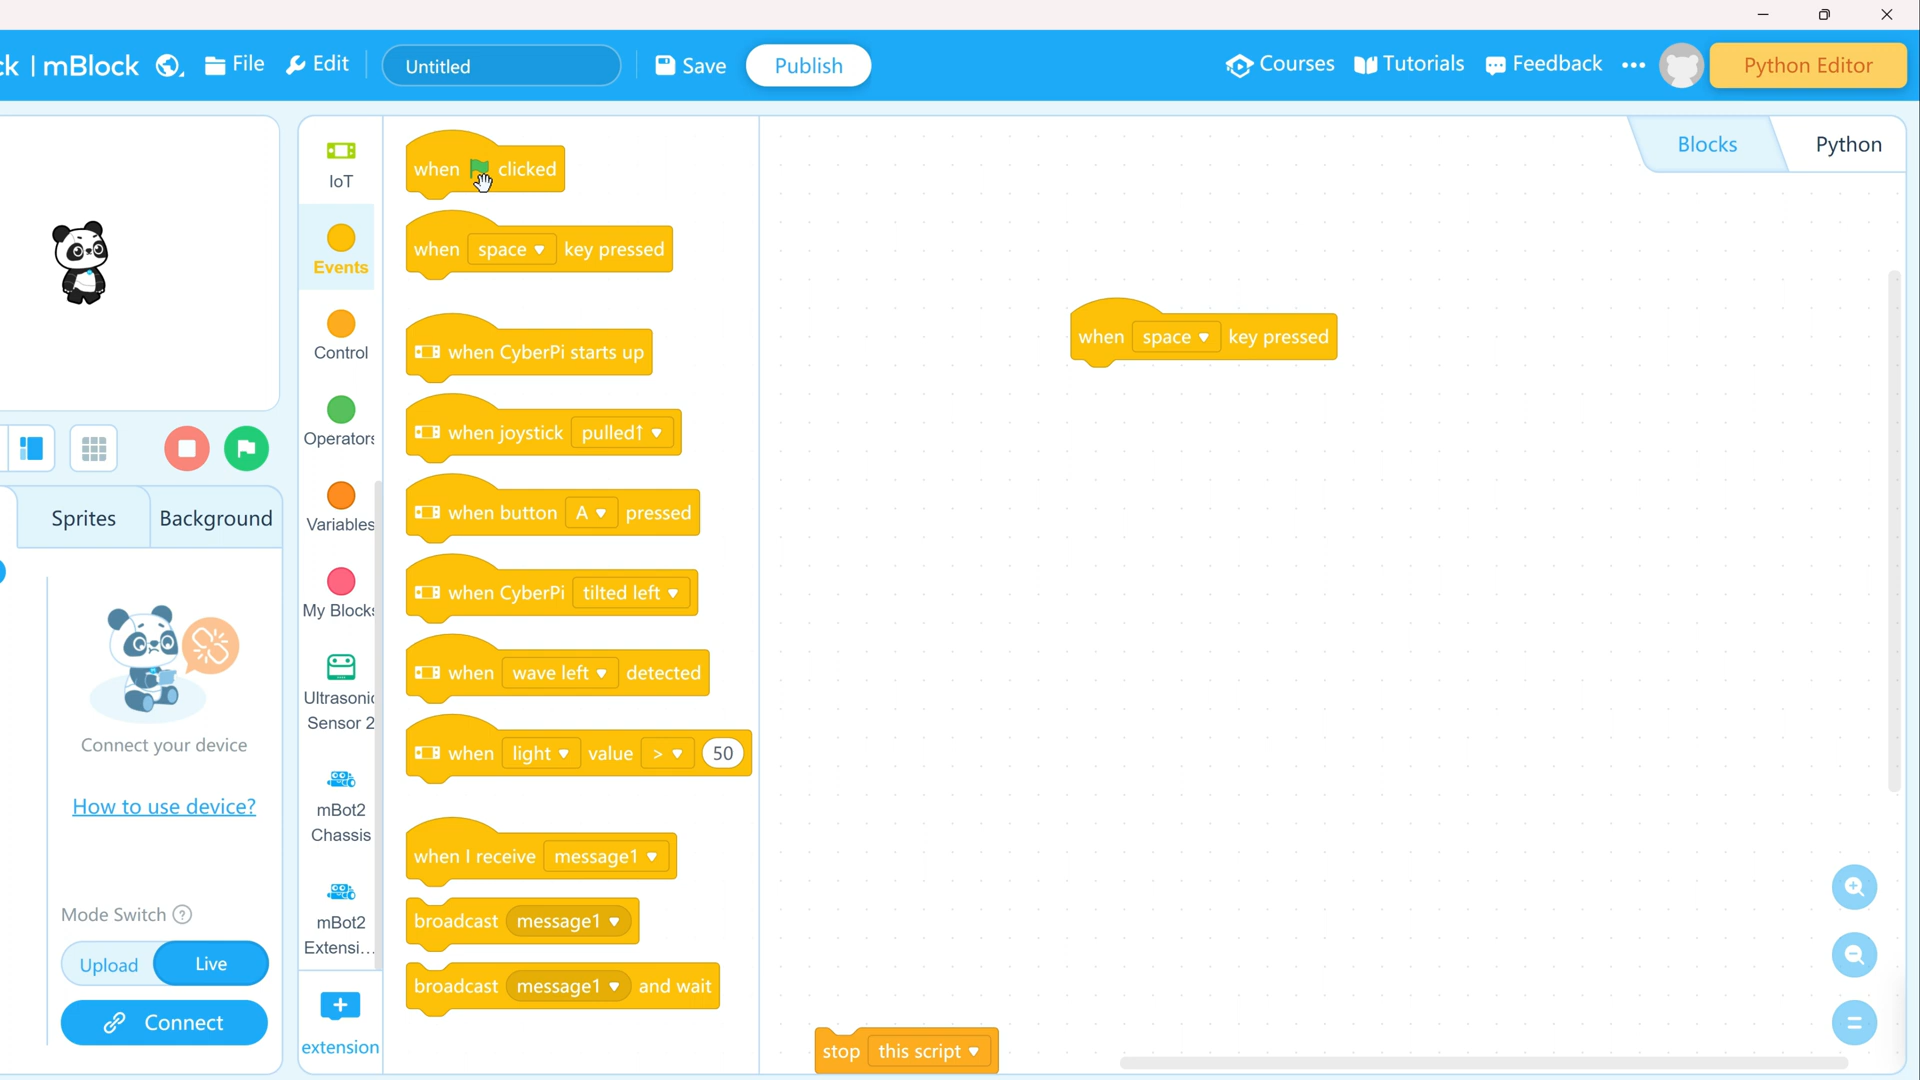 ck | mBlock File Edit Untitled Save Publish Courses Tutorials Feedback Python Editor
Blocks Python
IoT
Events
Control
Operators
Variables
My Blocks
Ultrasonic
Sensor 2
mBot2
Chassis
mBot2
Extensi...
extension
when clicked
when space key pressed
when CyberPi starts up
when joystick pulled↑
when button A pressed
when CyberPi tilted left
when wave left detected
when light value > 50
when I receive message1
broadcast message1
broadcast message1 and wait
when space key pressed
stop this script
Sprites Background
Connect your device
How to use device?
Mode Switch ?
Upload Live
Connect